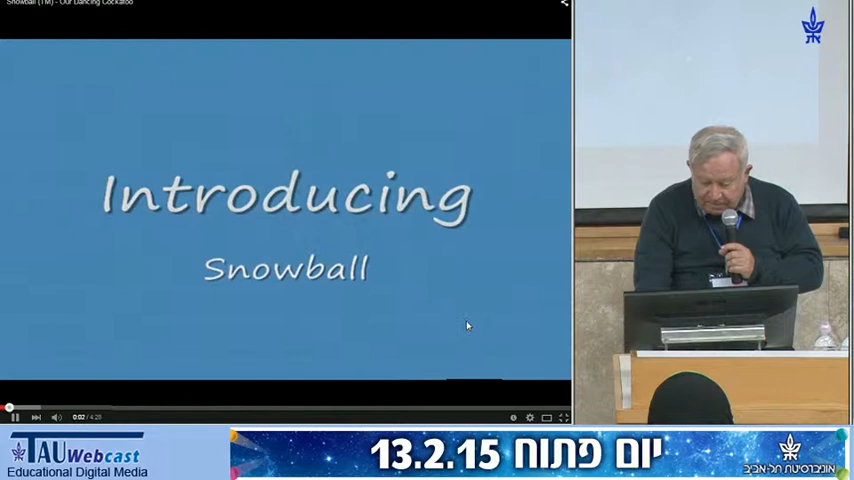 Snowball (TM) - Our Dancing Cockatoo
Introducing
Snowball
0:02 / 4:20
TAU Webcast
Educational Digital Media
יום פתוח 13.2.15
אוניברסיטת תל-אביב